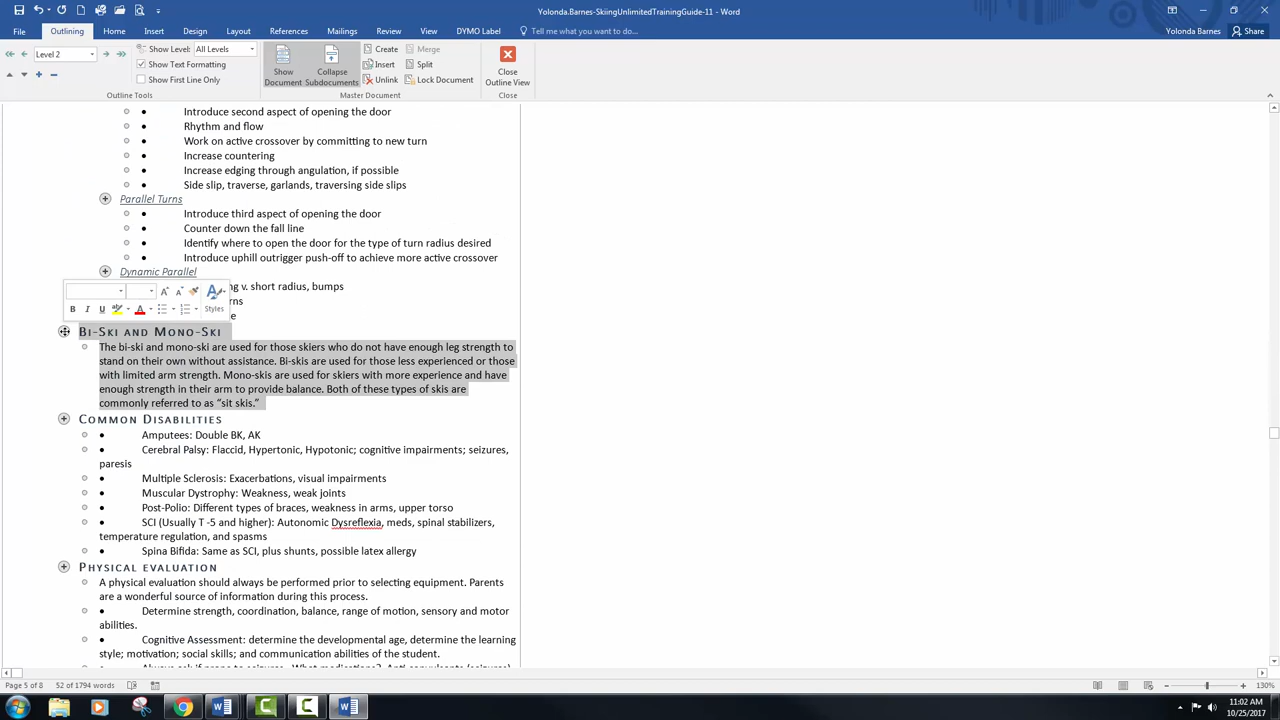 Yolonda.Barnes-SkiingUnitedTrainingGuide-11 - Word
File Outlining Home Insert Design Layout References Mailings Review View DYMO Label Tell me what you want to do... Yolonda Barnes Share
Level 2 Show Level: All Levels
Show Text Formatting
Show First Line Only
Outline Tools
Show Document
Collapse Subdocuments
Create Merge
Insert Split
Unlink Lock Document
Master Document
Close Outline View
Close
• Introduce second aspect of opening the door
• Rhythm and flow
• Work on active crossover by committing to new turn
• Increase countering
• Increase edging through angulation, if possible
• Side slip, traverse, garlands, traversing side slips
Parallel Turns
• Introduce third aspect of opening the door
• Counter down the fall line
• Identify where to open the door for the type of turn radius desired
• Introduce uphill outrigger push-off to achieve more active crossover
Dynamic Parallel
v. short radius, bumps
Styles
Bi-Ski and Mono-Ski
The bi-ski and mono-ski are used for those skiers who do not have enough leg strength to
stand on their own without assistance. Bi-skis are used for those less experienced or those
with limited arm strength. Mono-skis are used for skiers with more experience and have
enough strength in their arm to provide balance. Both of these types of skis are
commonly referred to as “sit skis.”
Common Disabilities
• Amputees: Double BK, AK
• Cerebral Palsy: Flaccid, Hypertonic, Hypotonic; cognitive impairments; seizures,
paresis
• Multiple Sclerosis: Exacerbations, visual impairments
• Muscular Dystrophy: Weakness, weak joints
• Post-Polio: Different types of braces, weakness in arms, upper torso
• SCI (Usually T -5 and higher): Autonomic Dysreflexia, meds, spinal stabilizers,
temperature regulation, and spasms
• Spina Bifida: Same as SCI, plus shunts, possible latex allergy
Physical evaluation
A physical evaluation should always be performed prior to selecting equipment. Parents
are a wonderful source of information during this process.
• Determine strength, coordination, balance, range of motion, sensory and motor
abilities.
• Cognitive Assessment: determine the developmental age, determine the learning
style; motivation; social skills; and communication abilities of the student.
Page 5 of 8 52 of 1794 words 130%
11:02 AM
10/25/2017